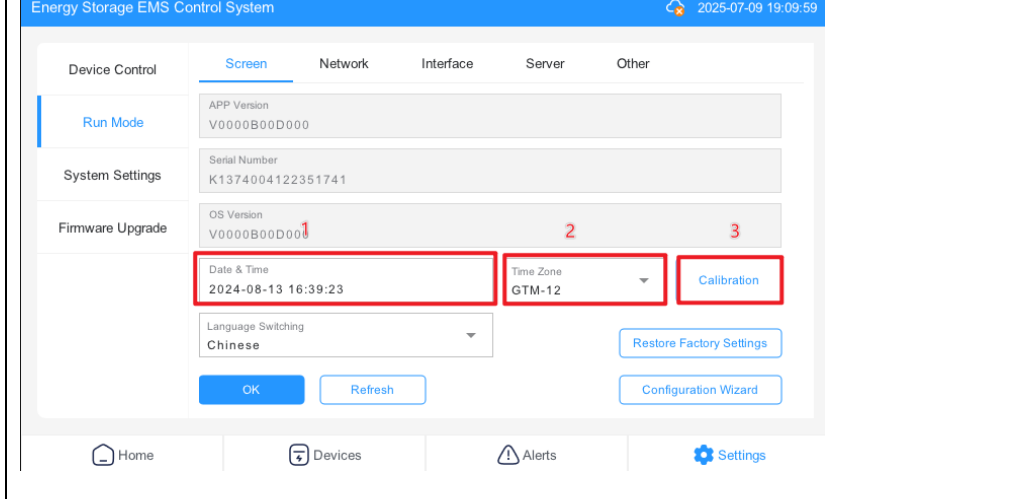 Energy Storage EMS Control System
2025-07-09 19:09:59
Device Control
Run Mode
System Settings
Firmware Upgrade
Screen Network Interface Server Other
APP Version
V0000B00D000
Serial Number
K1374004122351741
OS Version
V0000B00D000
1 2 3
Date & Time
2024-08-13 16:39:23
Time Zone
GTM-12
Calibration
Language Switching
Chinese
Restore Factory Settings
OK Refresh Configuration Wizard
Home Devices Alerts Settings